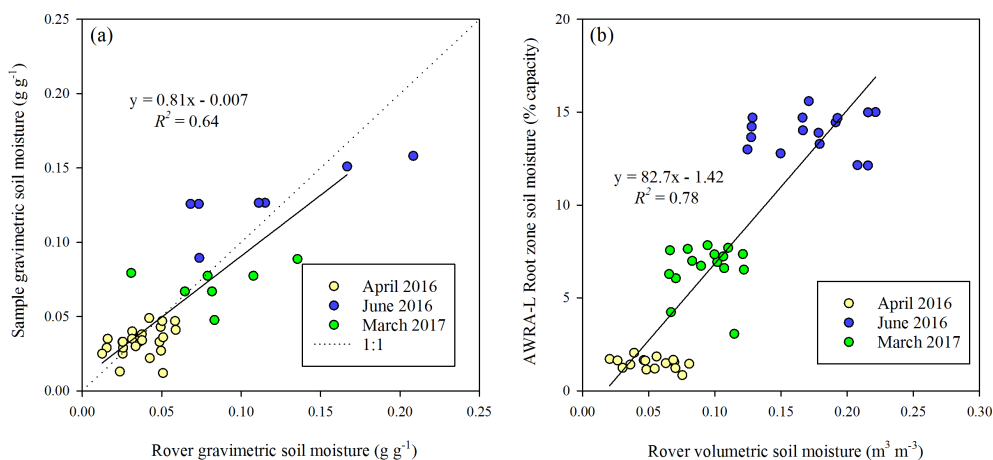 (a)
y = 0.81x - 0.007
R² = 0.64
Sample gravimetric soil moisture (g g⁻¹)
0.25
0.20
0.15
0.10
0.05
0.00
April 2016
June 2016
March 2017
1:1
0.00 0.05 0.10 0.15 0.20 0.25
Rover gravimetric soil moisture (g g⁻¹)
(b)
y = 82.7x - 1.42
R² = 0.78
AWRA-L Root zone soil moisture (% capacity)
20
15
10
5
0
April 2016
June 2016
March 2017
0.00 0.05 0.10 0.15 0.20 0.25 0.30
Rover volumetric soil moisture (m³ m⁻³)